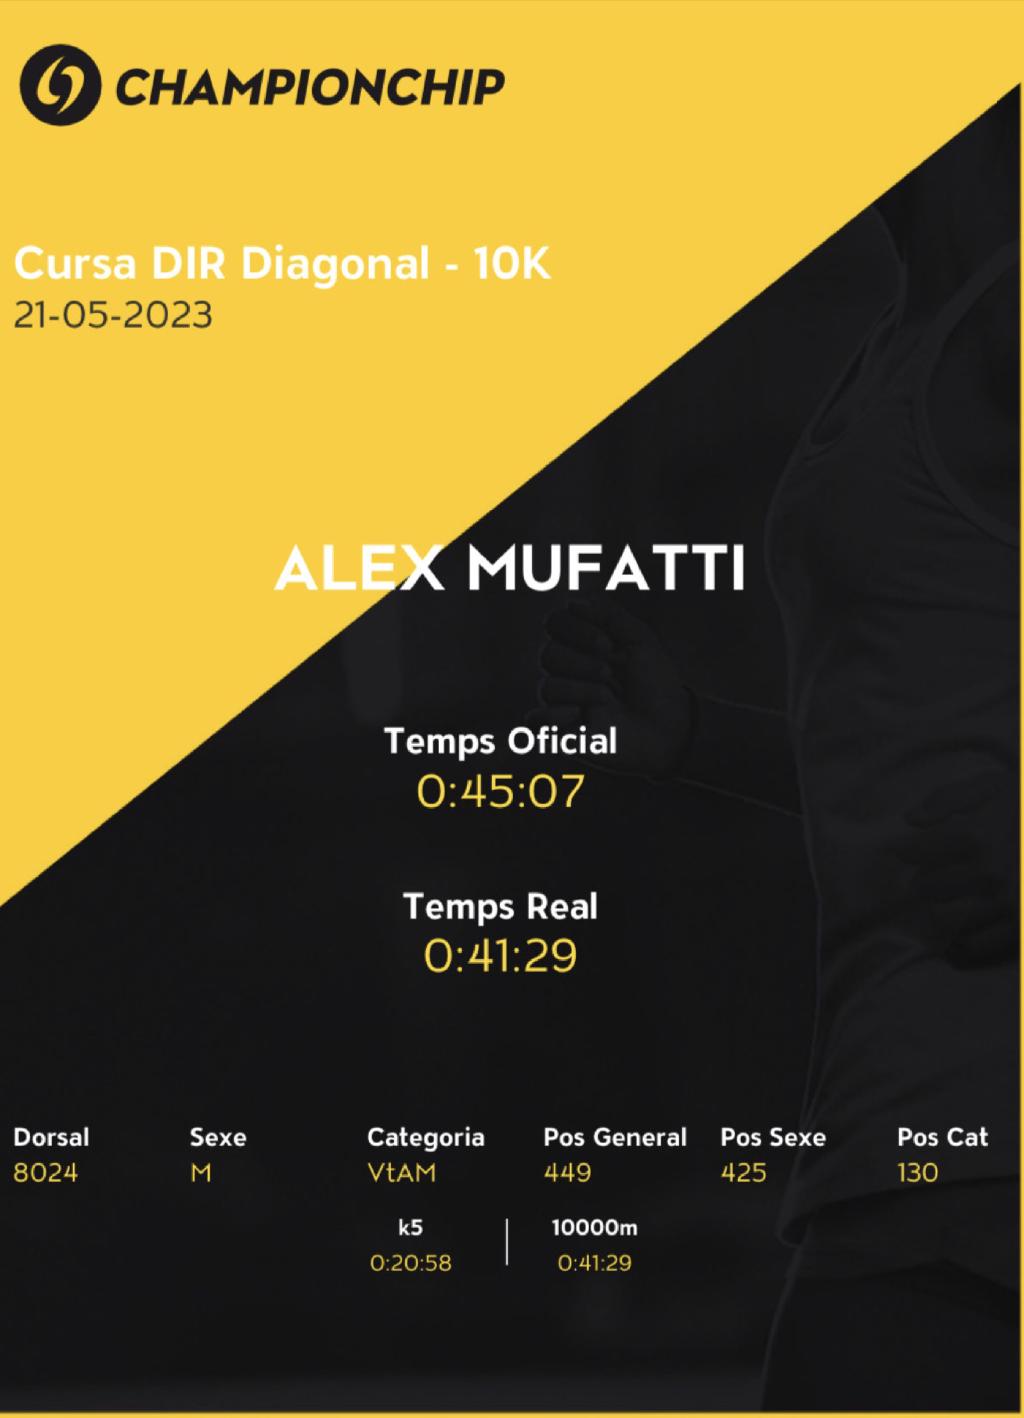 CHAMPIONCHIP
Cursa DIR Diagonal - 10K
21-05-2023
ALEX MUFATTI
Temps Oficial
0:45:07
Temps Real
0:41:29
Dorsal Sexe Categoria Pos General Pos Sexe Pos Cat
8024 M VtAM 449 425 130
k5 10000m
0:20:58 0:41:29